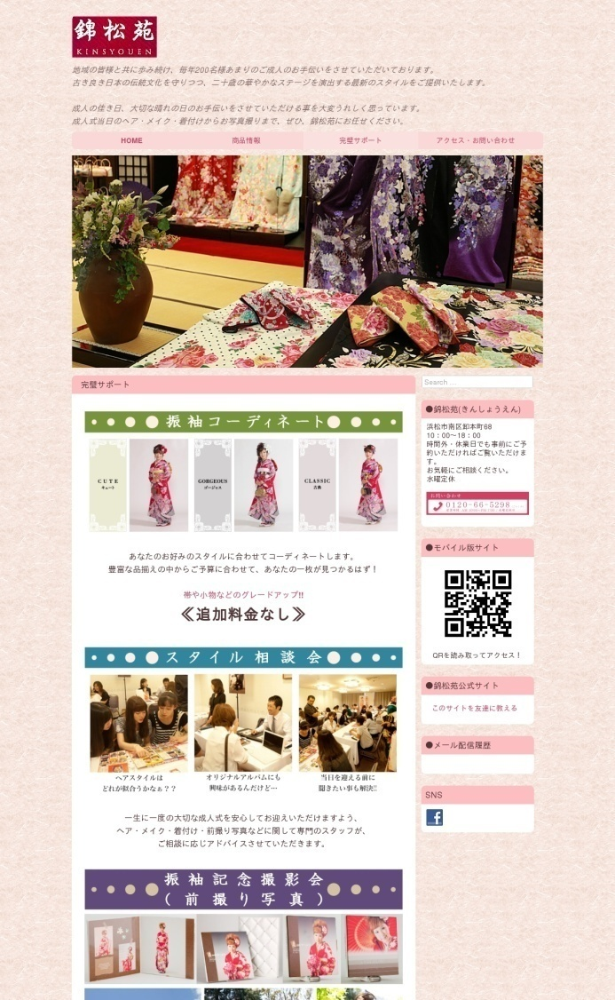 錦松苑
KINSYOUEN
地域の皆様と共に歩み続け、毎年200名様あまりのご成人のお手伝いをさせていただいております。
古き良き日本の伝統文化を守りつつ、二十歳の華やかなステージを演出する最新のスタイルをご提供いたします。
成人の佳き日、大切な晴れの日のお手伝いをさせていただける事を大変うれしく思っています。
成人式当日のヘア・メイク・着付けからお写真撮りまで、ぜひ、錦松苑にお任せください。
HOME 商品情報 完璧サポート アクセス・お問い合わせ
完璧サポート
振袖コーディネート
CUTE
キュート
GORGEOUS
ゴージャス
CLASSIC
古典
あなたのお好みのスタイルに合わせてコーディネートします。
豊富な品揃えの中からご予算に合わせて、あなたの一枚が見つかるはず！
帯や小物などのグレードアップ!!
≪追加料金なし≫
スタイル相談会
ヘアスタイルは
どれが似合うかなぁ？？
オリジナルアルバムにも
興味があるんだけど…
当日を迎える前に
聞きたい事も解決!!
一生に一度の大切な成人式を安心してお迎えいただけますよう、
ヘア・メイク・着付け・前撮り写真などに関して専門のスタッフが、
ご相談に応じアドバイスさせていただきます。
振袖記念撮影会
(前撮り写真)
Search …
●錦松苑(きんしょうえん)
浜松市南区卸本町68
10：00〜18：00
時間外・休業日でも事前にご予
約いただければご覧いただけま
す。
お気軽にご相談ください。
水曜定休
お問い合わせ
0120-66-5298
●モバイル版サイト
QRを読み取ってアクセス！
●錦松苑公式サイト
このサイトを友達に教える
●メール配信履歴
SNS